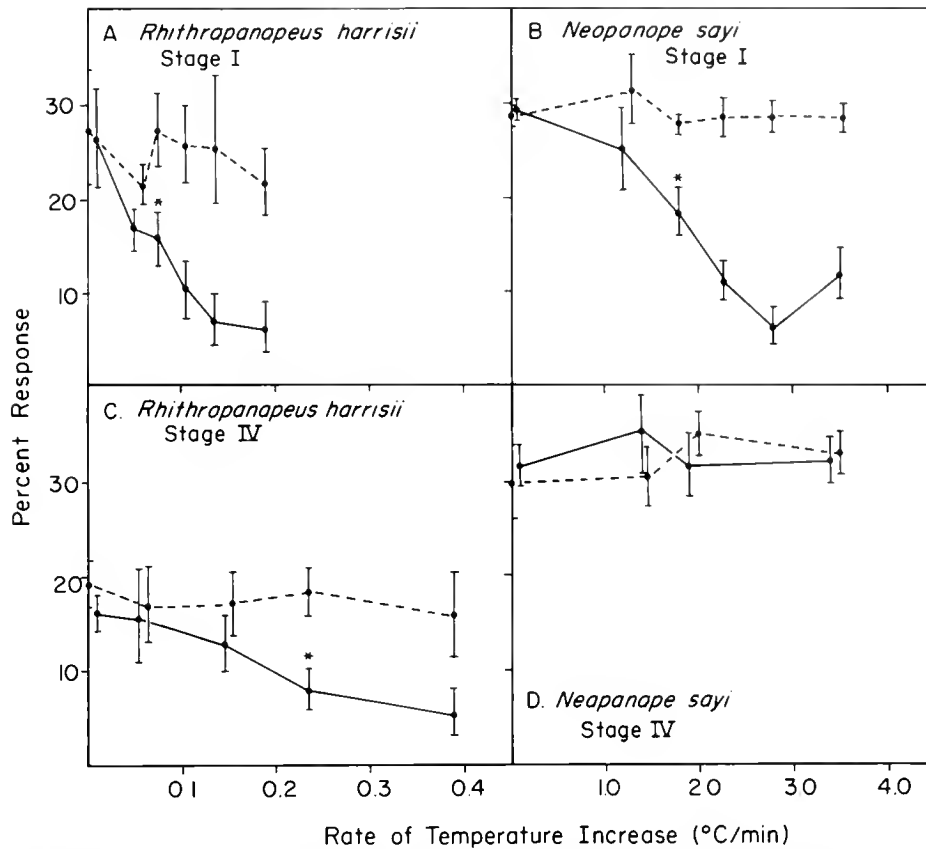 A Rhithropanopeus harrisii
Stage I
B Neopanope sayi
Stage I
30
20
10
*
*
C. Rhithropanopeus harrisii
Stage IV
30
20
10
*
D. Neapanope sayi
Stage IV
0.1 0.2 0.3 0.4
1.0 2.0 3.0 4.0
Percent Response
Rate of Temperature Increase (°C/min)